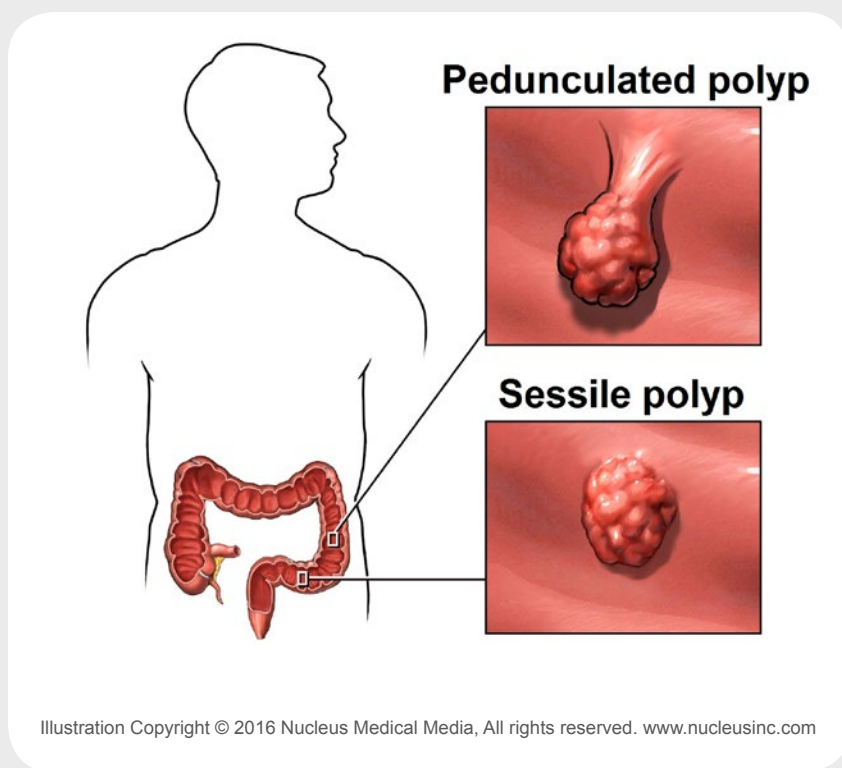 Pedunculated polyp
Sessile polyp
Illustration Copyright © 2016 Nucleus Medical Media, All rights reserved. www.nucleusinc.com